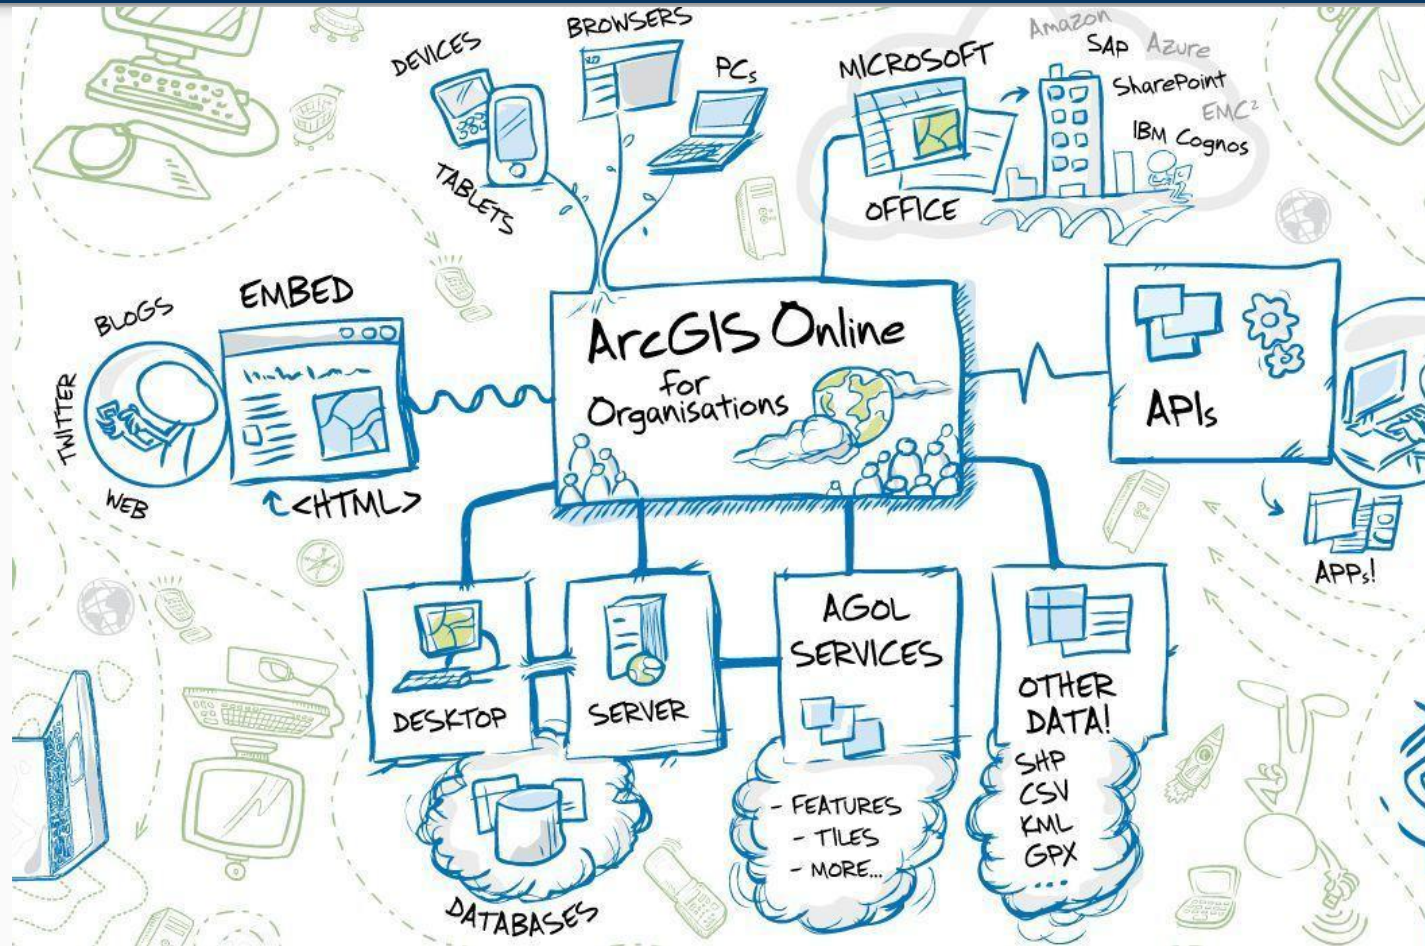 DEVICES
TABLETS
BROWSERS
PCs
MICROSOFT
OFFICE
Amazon
SAP Azure
SharePoint
EMC²
IBM Cognos
BLOGS
TWITTER
WEB
EMBED
<HTML>
ArcGIS Online
for
Organisations
APIs
APPs!
DESKTOP
SERVER
DATABASES
AGOL
SERVICES
- FEATURES
- TILES
- MORE...
OTHER
DATA!
SHP
CSV
KML
GPX
...